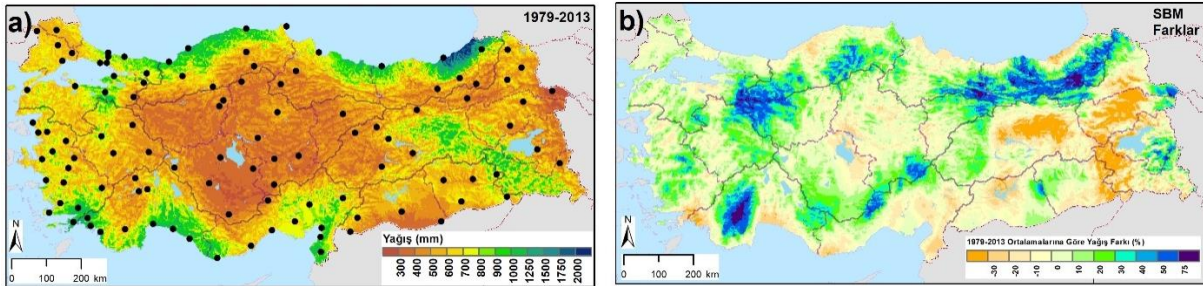 a)
1979-2013
N
0 100 200
km
Yağış (mm)
300 400 500 600 700 800 900 1000 1250 1500 1750 2000
b)
SBM
Farklar
N
0 100 200
km
1979-2013 Ortalamalarına Göre Yağış Farkı (%)
-30 -20 -10 0 10 20 30 40 50 75